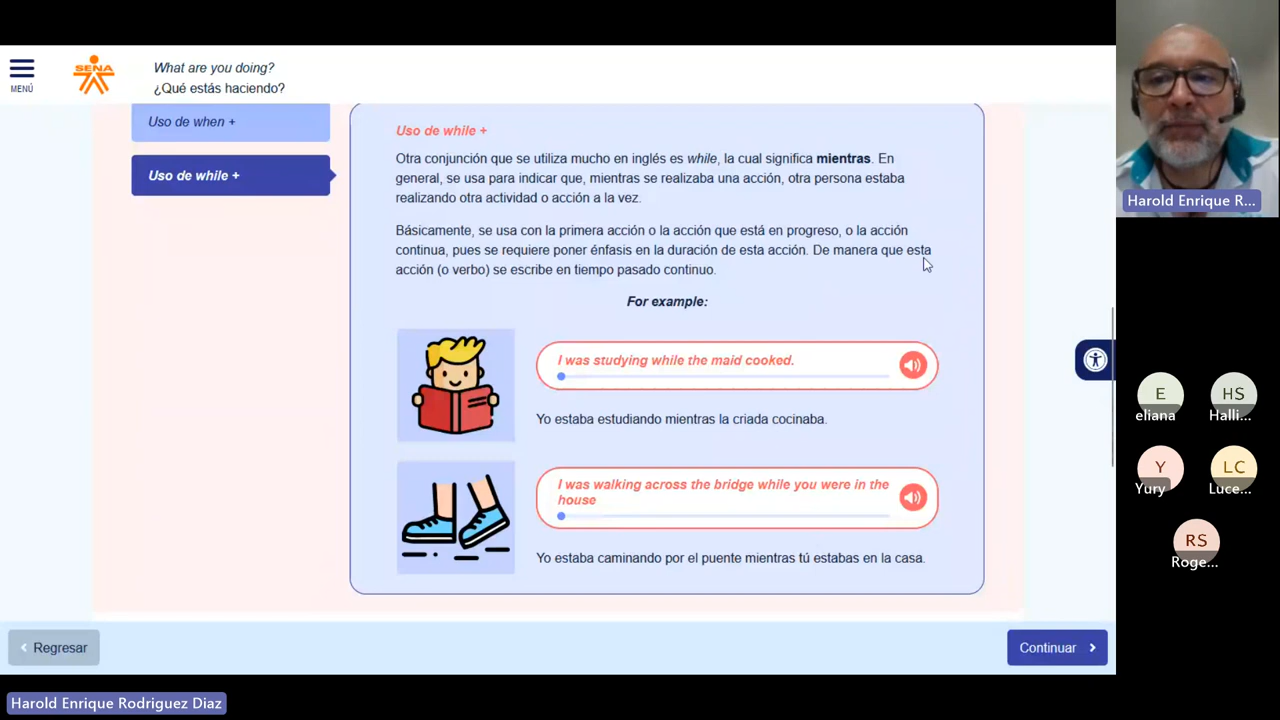 MENÚ
SENA
What are you doing?
¿Qué estás haciendo?
Uso de when +
Uso de while +
Uso de while +
Otra conjunción que se utiliza mucho en inglés es while, la cual significa mientras. En
general, se usa para indicar que, mientras se realizaba una acción, otra persona estaba
realizando otra actividad o acción a la vez.
Básicamente, se usa con la primera acción o la acción que está en progreso, o la acción
continua, pues se requiere poner énfasis en la duración de esta acción. De manera que esta
acción (o verbo) se escribe en tiempo pasado continuo.
For example:
I was studying while the maid cooked.
Yo estaba estudiando mientras la criada cocinaba.
I was walking across the bridge while you were in the
house
Yo estaba caminando por el puente mientras tú estabas en la casa.
Regresar
Continuar
Harold Enrique Rodriguez Diaz
Harold Enrique R...
E
eliana
HS
Halli...
Y
Yury
LC
Luce...
RS
Roge...